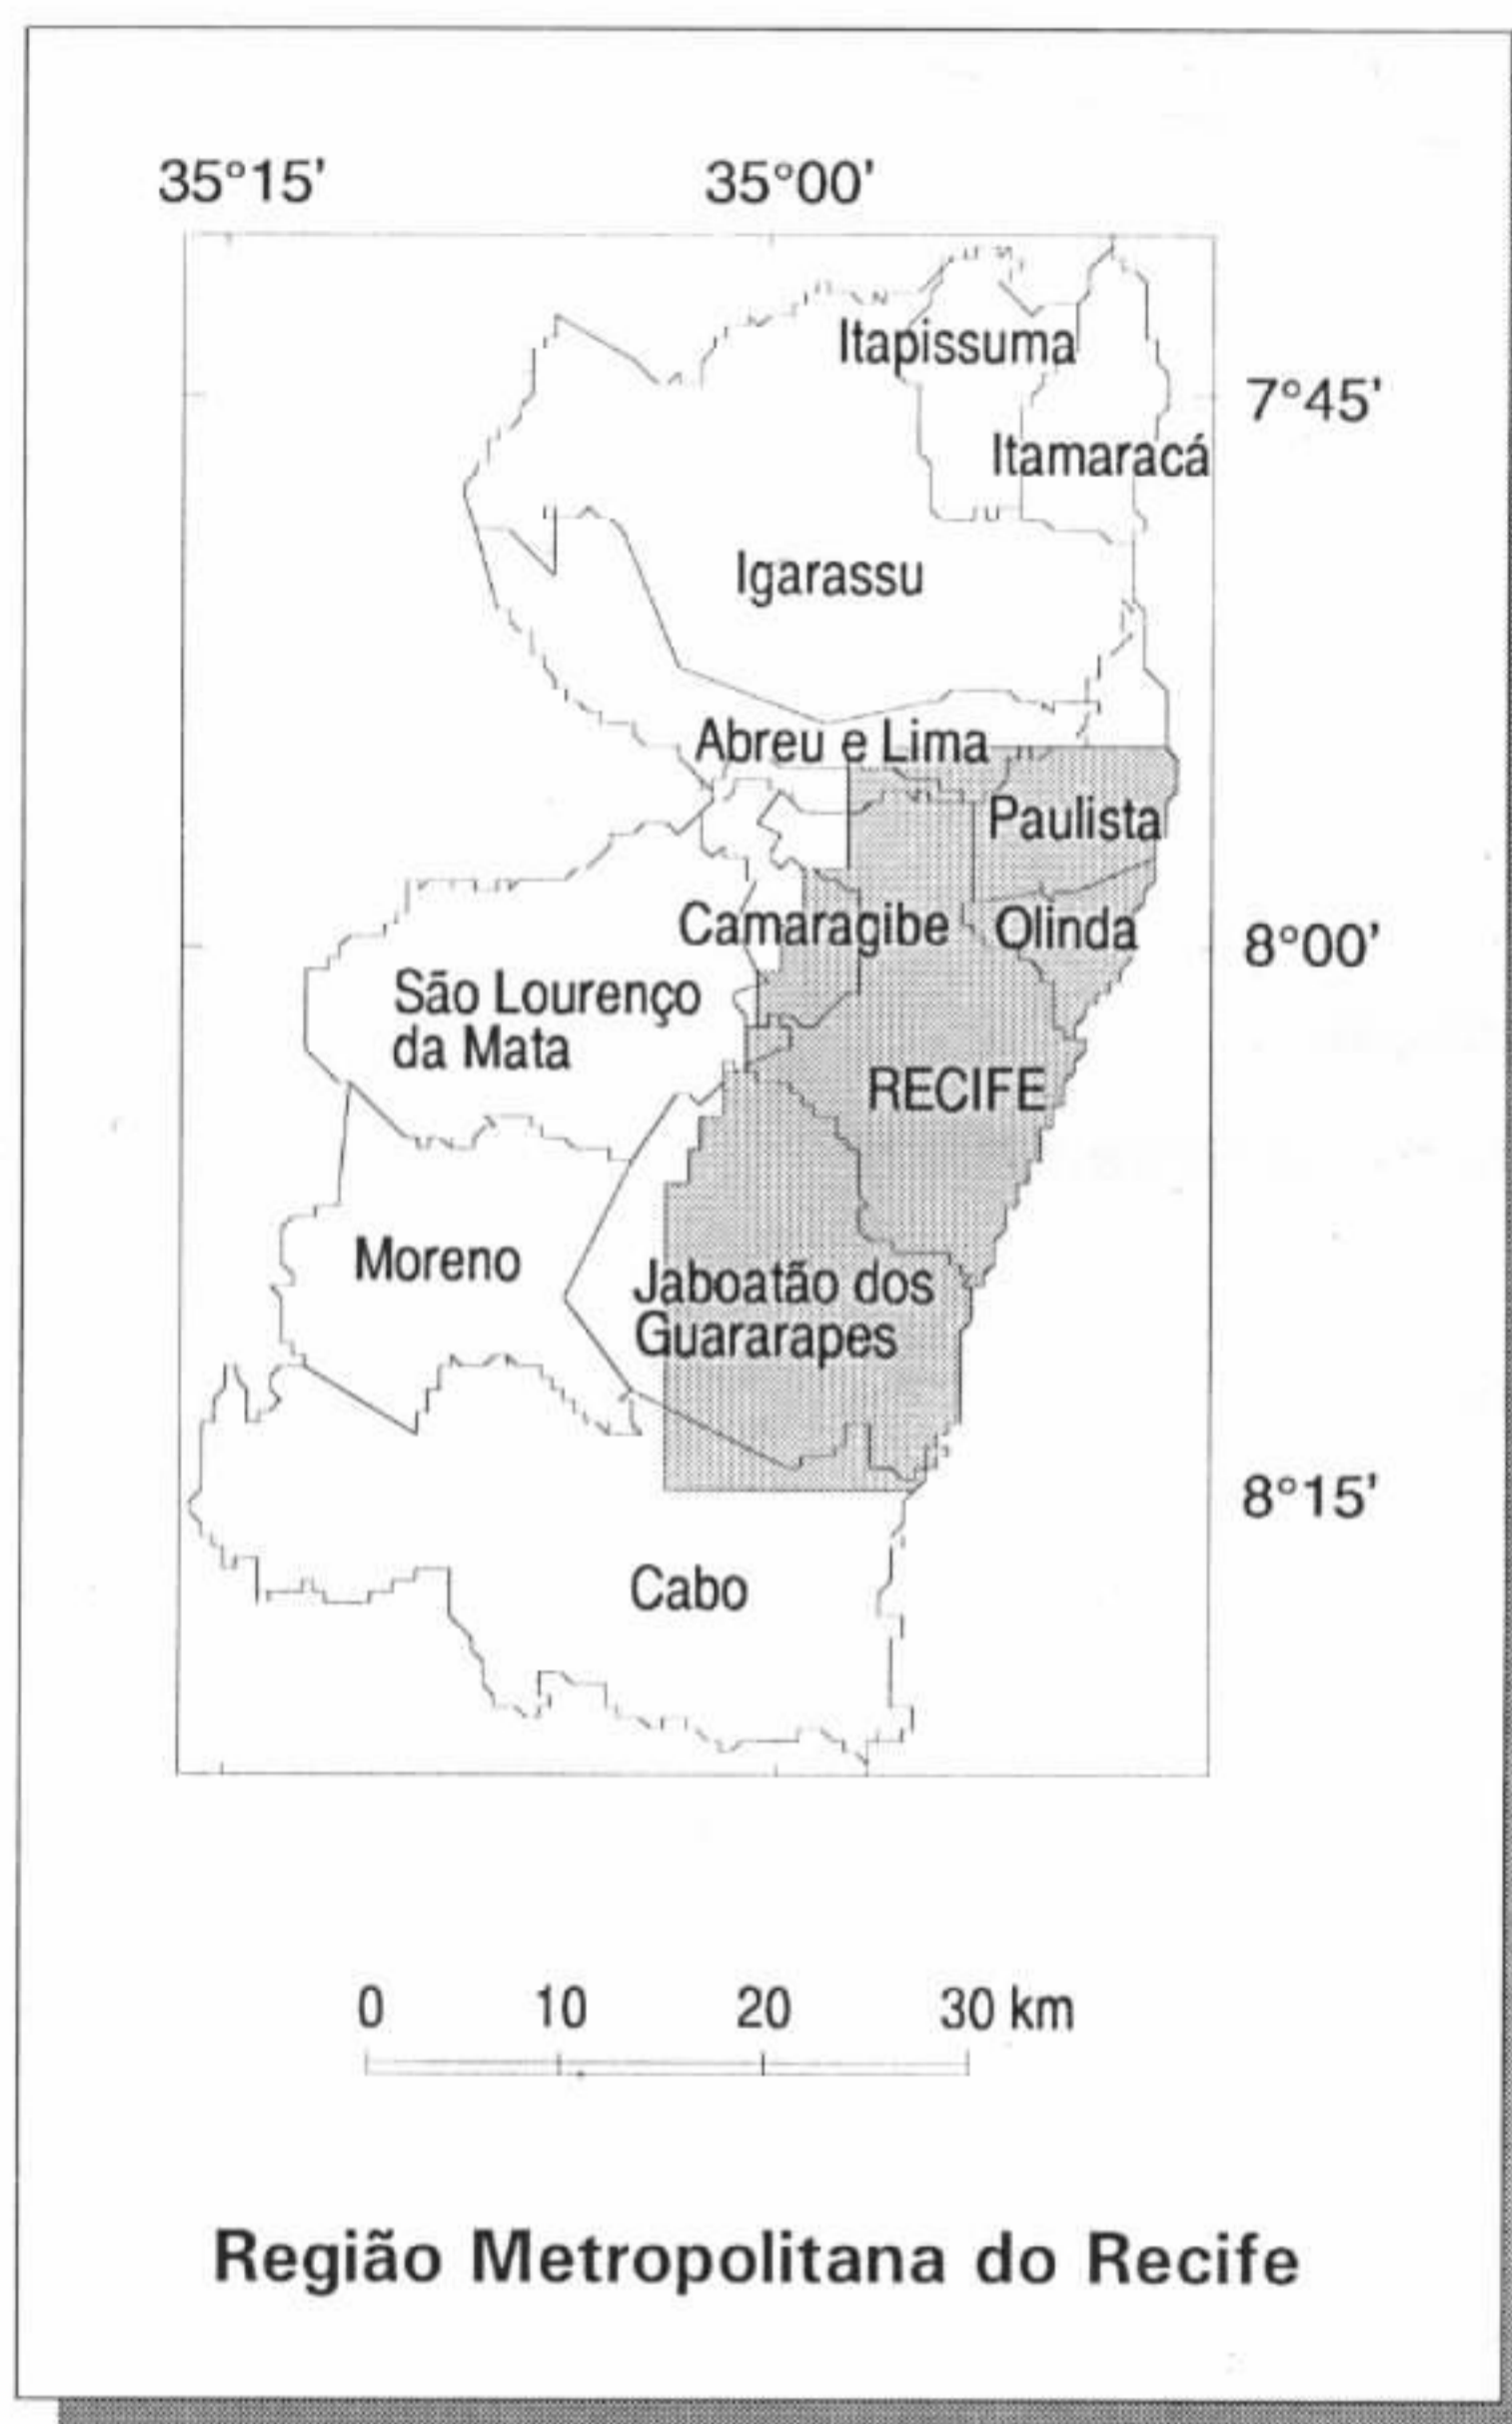 35°15' 35°00'
Itapissuma
7°45'
Itamaracá
Igarassu
Abreu e Lima
Paulista
Camaragibe
Olinda
8°00'
São Lourenço
da Mata
RECIFE
Moreno
Jaboatão dos
Guararapes
8°15'
Cabo
0 10 20 30 km
Região Metropolitana do Recife